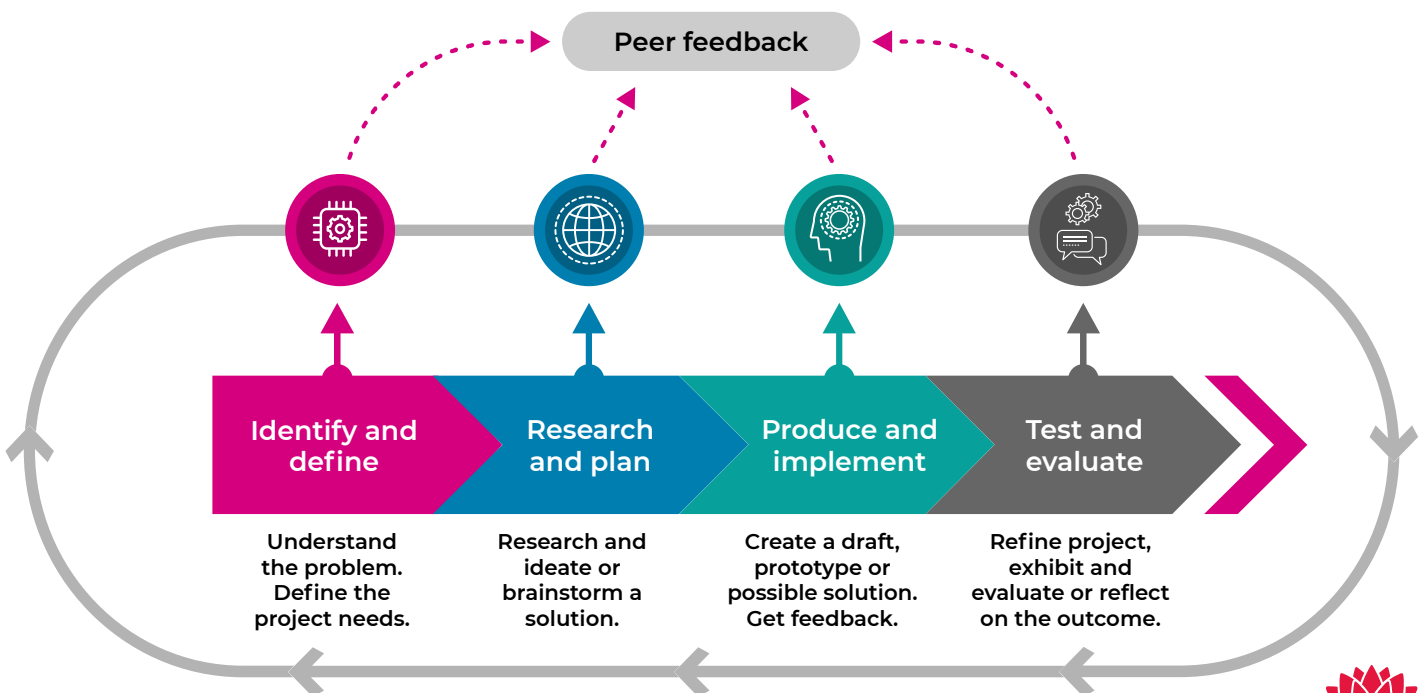 Peer feedback
Identify and
define
Research
and plan
Produce and
implement
Test and
evaluate
Understand
the problem.
Define the
project needs.
Research and
ideate or
brainstorm a
solution.
Create a draft,
prototype or
possible solution.
Get feedback.
Refine project,
exhibit and
evaluate or reflect
on the outcome.